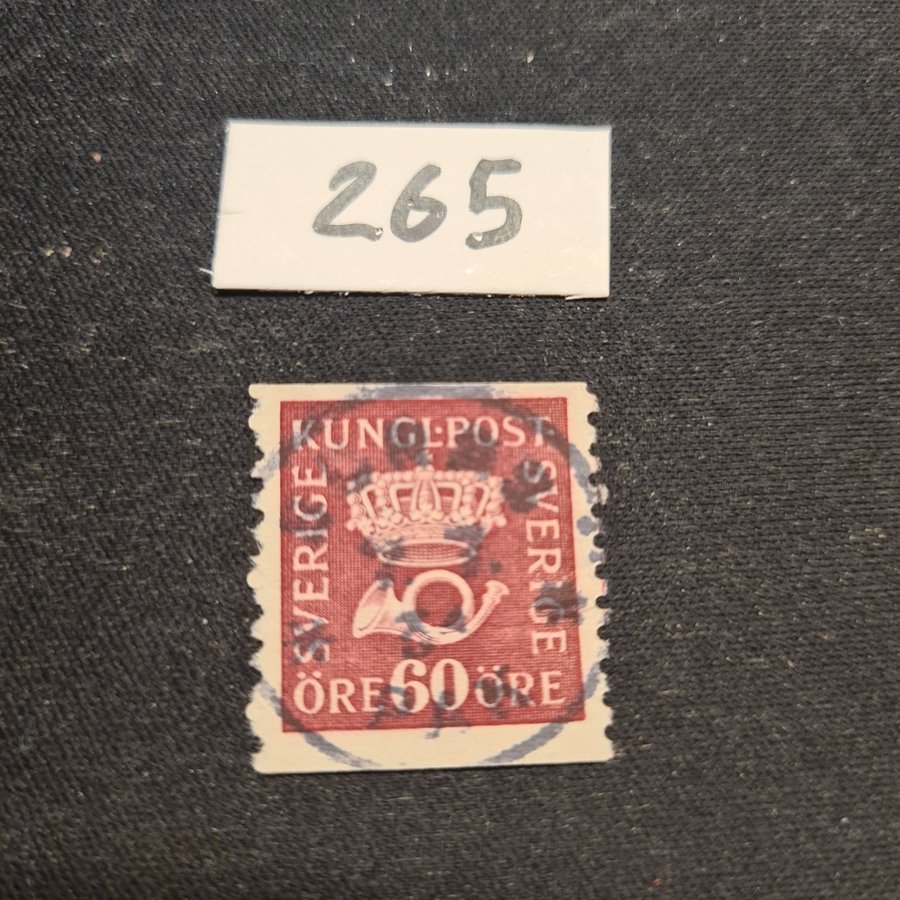 265
KUNGL·POST
SVERIGE
SVERIGE
ÖRE 60 ÖRE